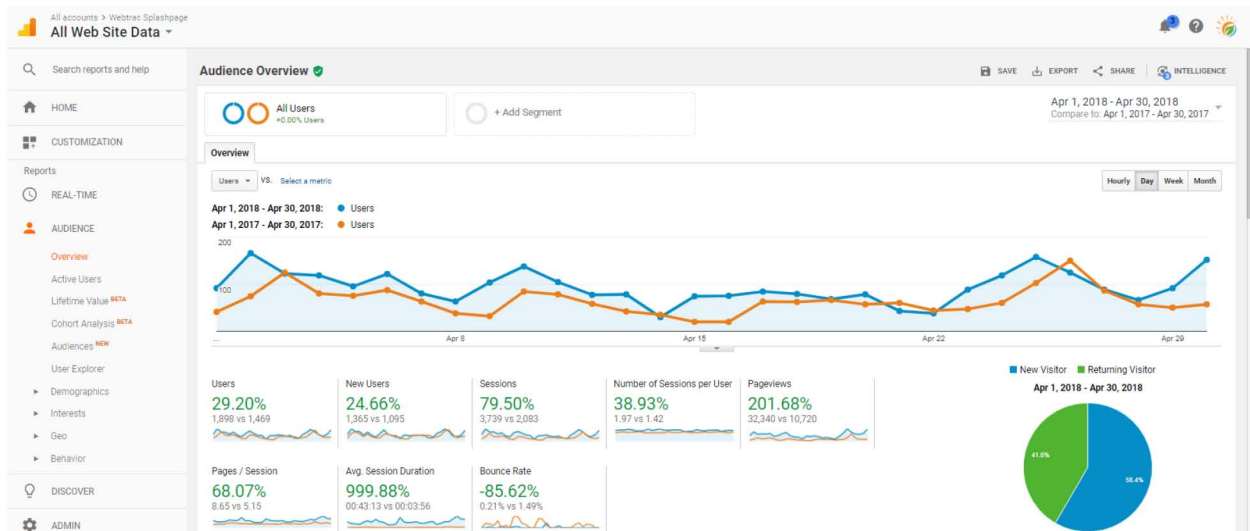 All accounts > Webtrac Splashpage
All Web Site Data
3
Search reports and help
HOME
CUSTOMIZATION
Reports
REAL-TIME
AUDIENCE
Overview
Active Users
Lifetime Value BETA
Cohort Analysis BETA
Audiences NEW
User Explorer
Demographics
Interests
Geo
Behavior
DISCOVER
ADMIN
Audience Overview
SAVE EXPORT SHARE INTELLIGENCE
All Users
+0.00% Users
+ Add Segment
Apr 1, 2018 - Apr 30, 2018
Compare to: Apr 1, 2017 - Apr 30, 2017
Overview
Users VS. Select a metric
Hourly Day Week Month
Apr 1, 2018 - Apr 30, 2018: Users
Apr 1, 2017 - Apr 30, 2017: Users
200
100
... Apr 8 Apr 15 Apr 22 Apr 29
Users
29.20%
1,898 vs 1,469
New Users
24.66%
1,365 vs 1,095
Sessions
79.50%
3,739 vs 2,083
Number of Sessions per User
38.93%
1.97 vs 1.42
Pageviews
201.68%
32,340 vs 10,720
Pages / Session
68.07%
8.65 vs 5.15
Avg. Session Duration
999.88%
00:43:13 vs 00:03:56
Bounce Rate
-85.62%
0.21% vs 1.49%
New Visitor Returning Visitor
Apr 1, 2018 - Apr 30, 2018
41.6%
58.4%